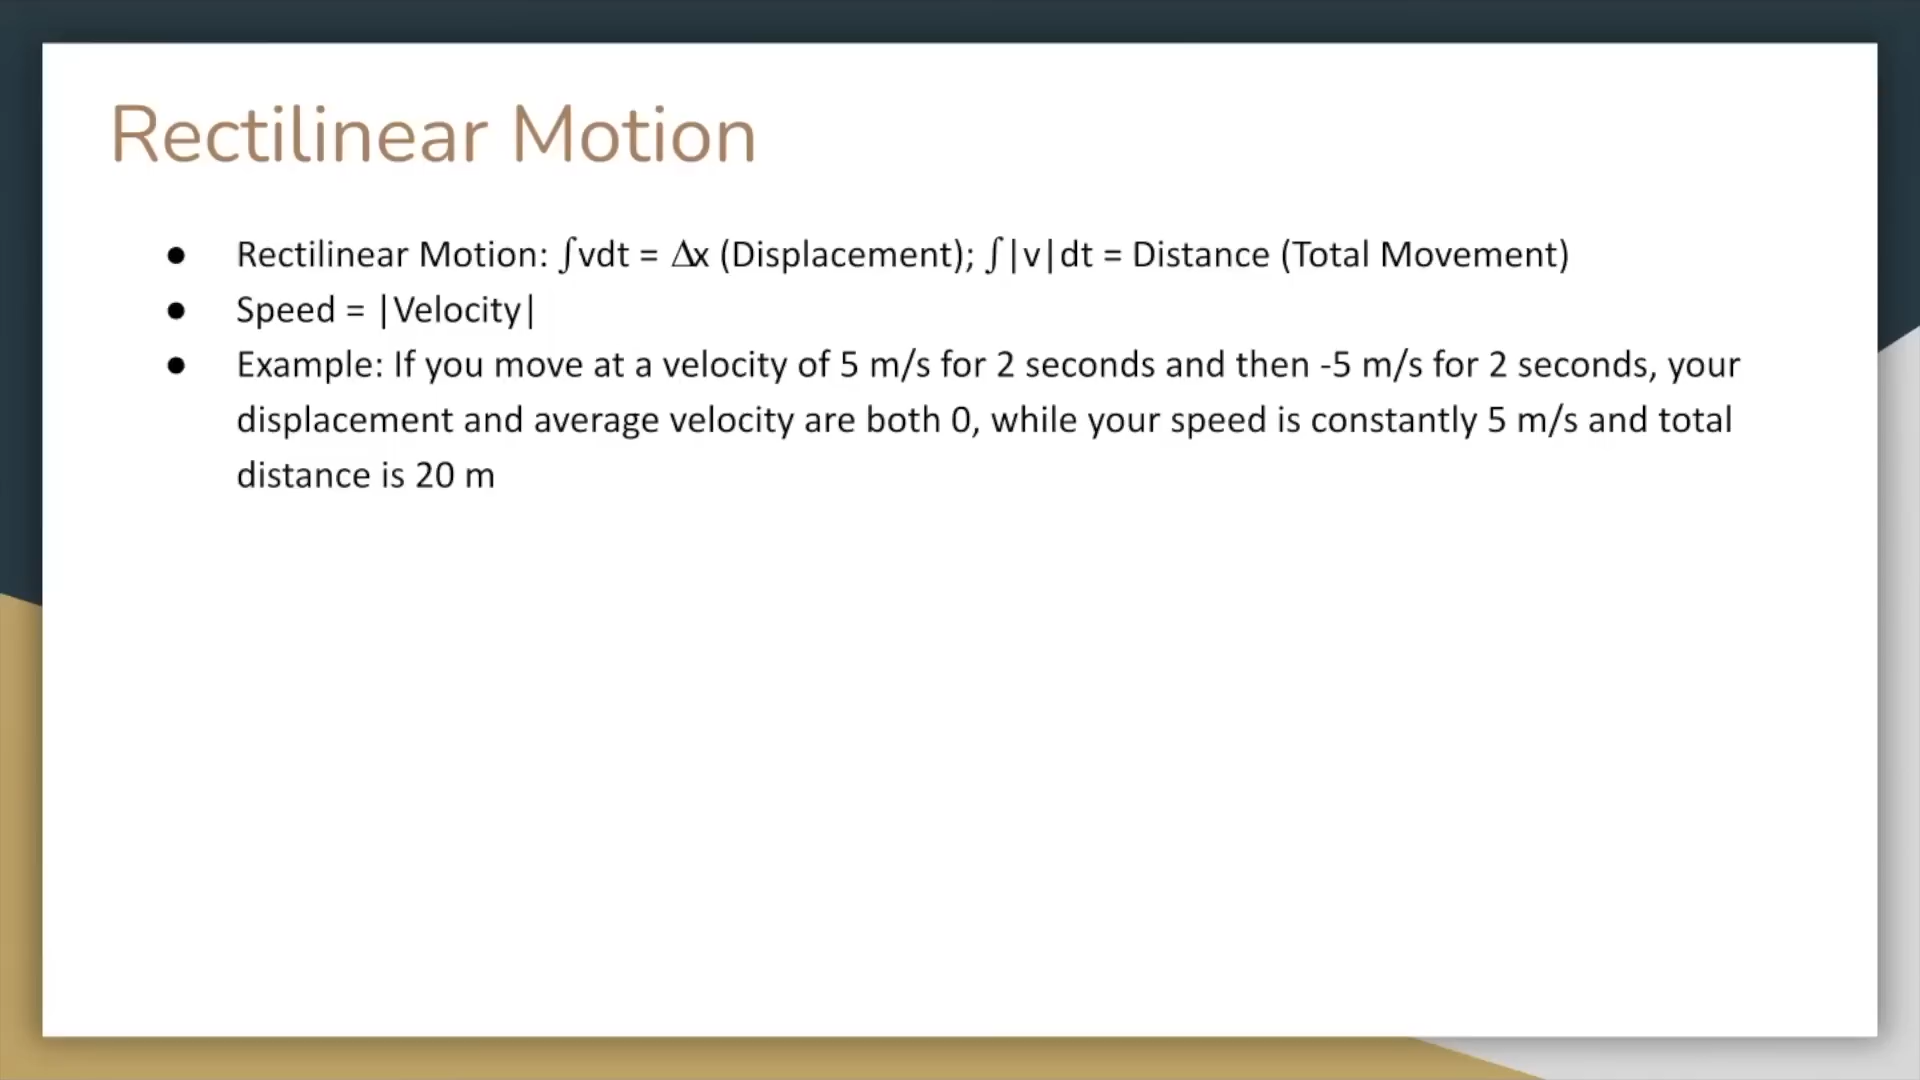 Rectilinear Motion
● Rectilinear Motion: ∫vdt = Δx (Displacement); ∫|v|dt = Distance (Total Movement)
● Speed = |Velocity|
● Example: If you move at a velocity of 5 m/s for 2 seconds and then -5 m/s for 2 seconds, your
displacement and average velocity are both 0, while your speed is constantly 5 m/s and total
distance is 20 m